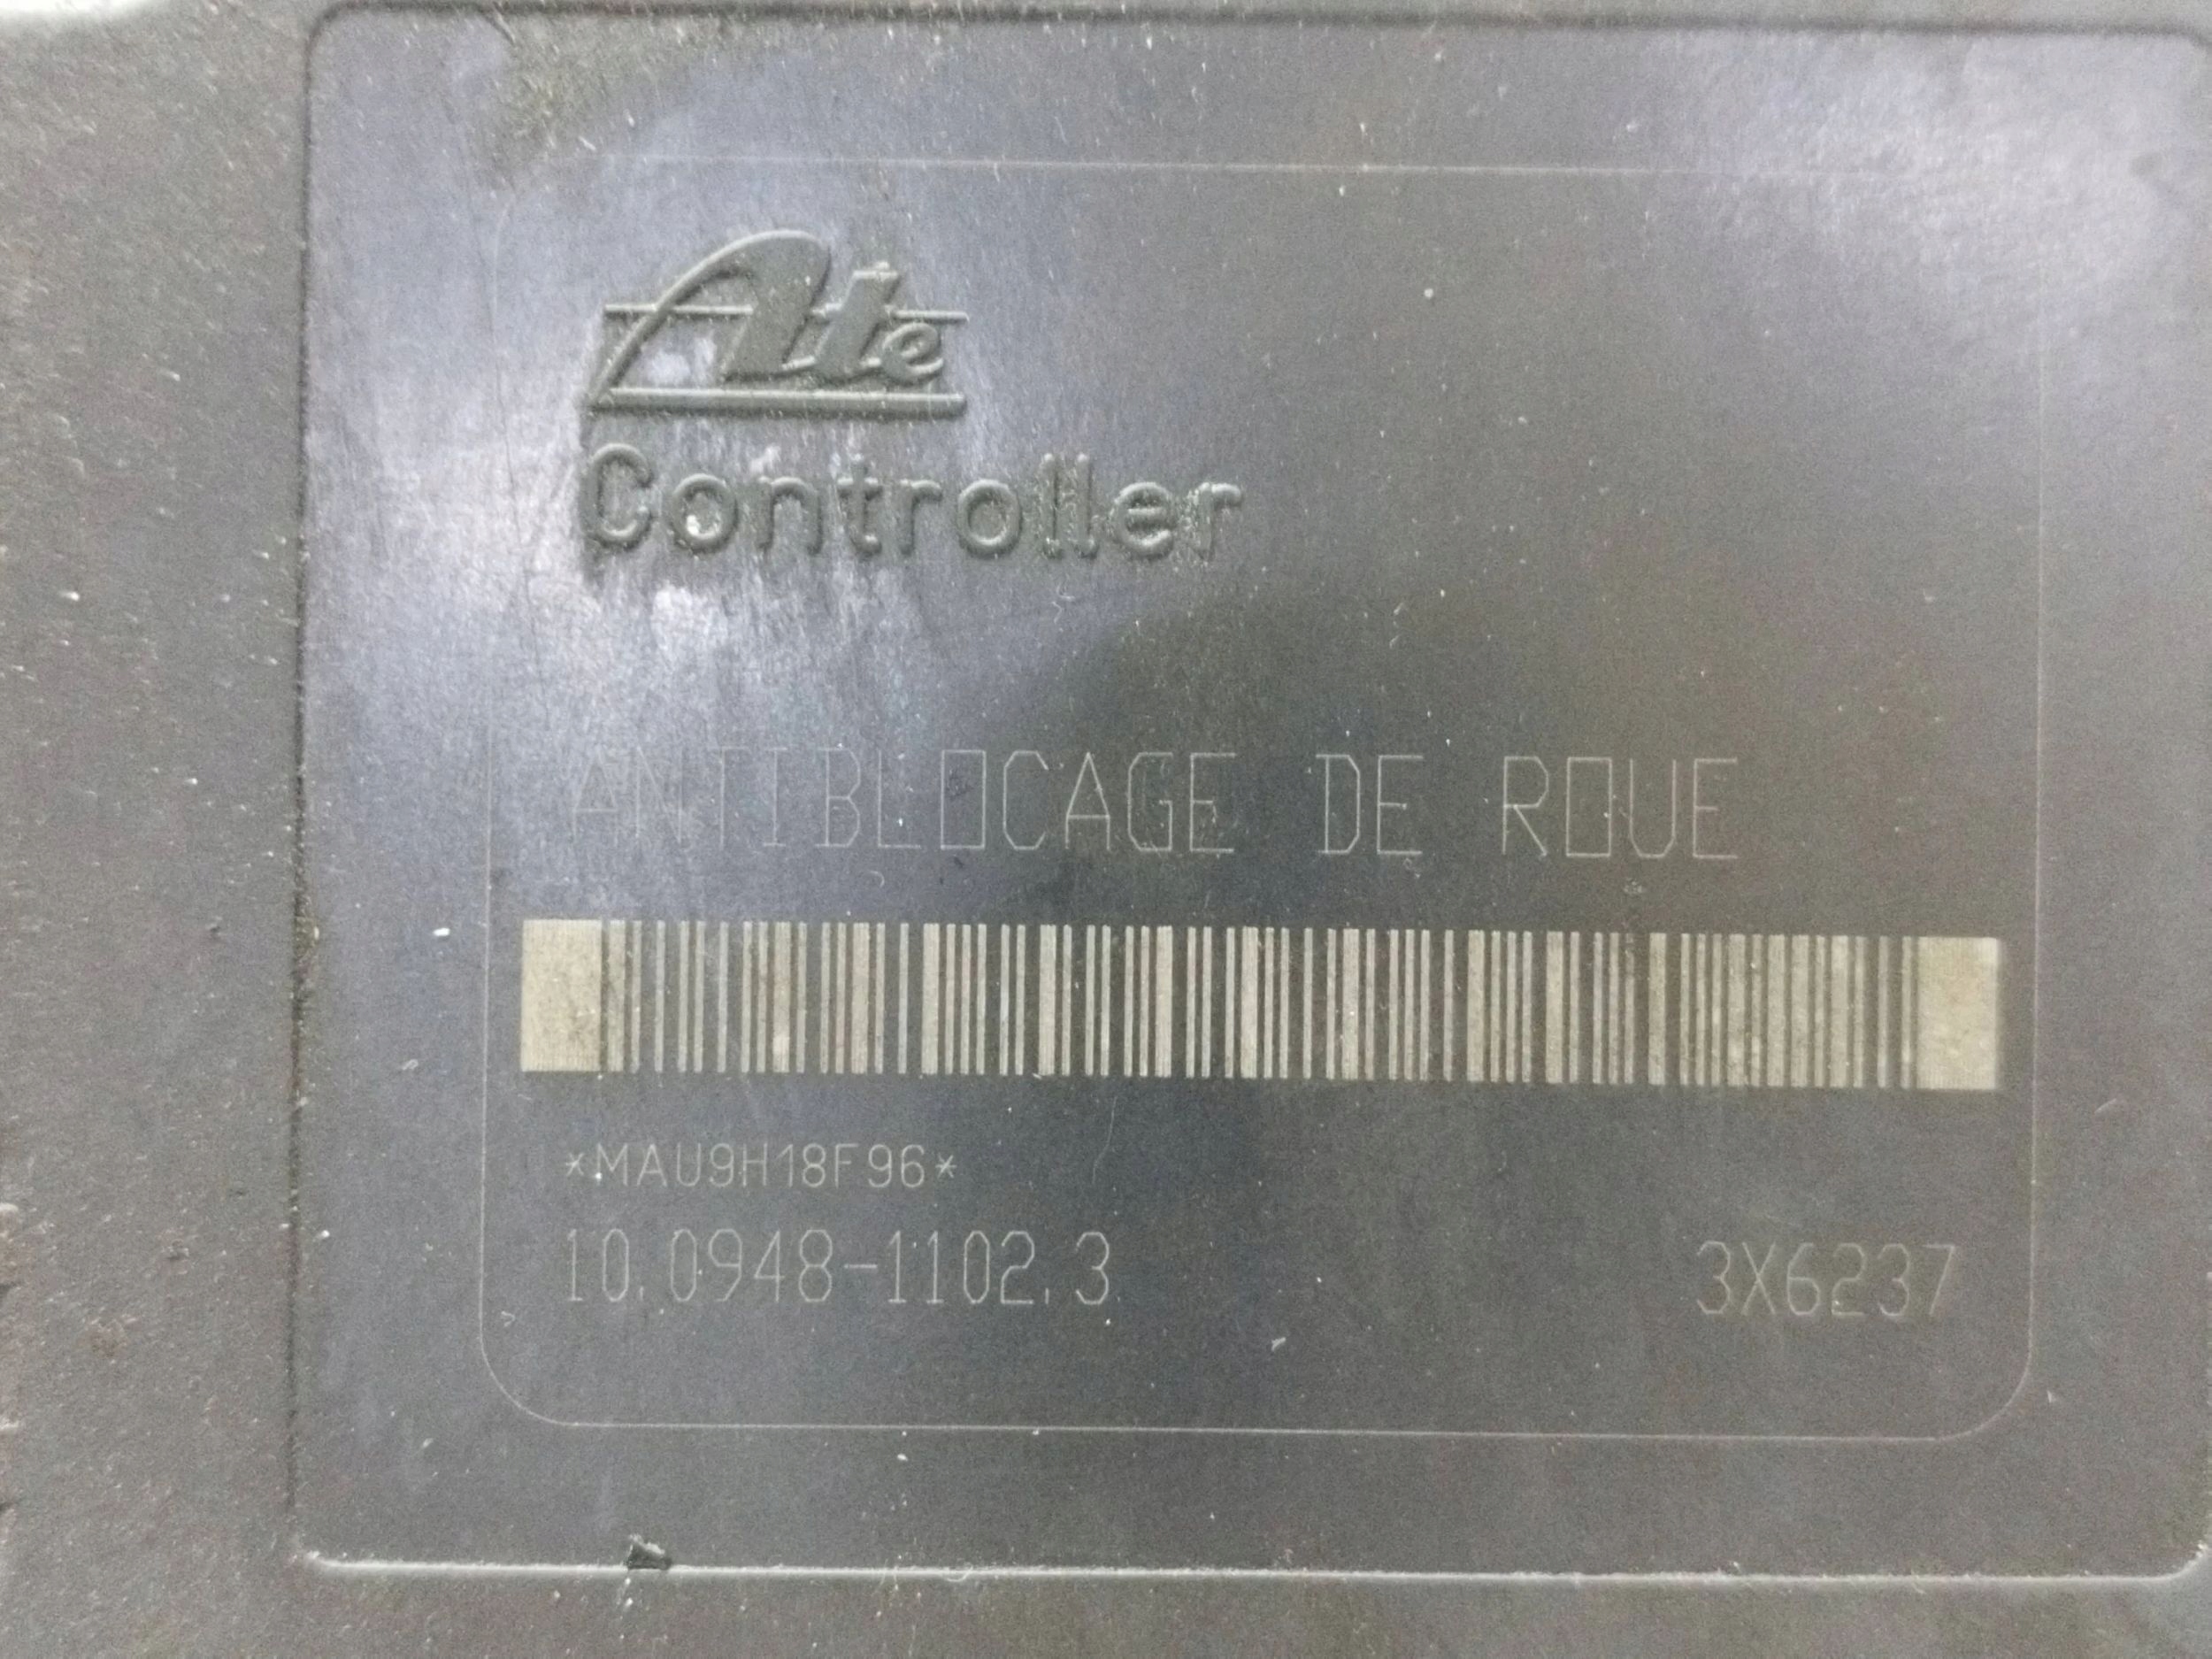 Ate
Controller
ANTIBLOCAGE DE ROUE
*MAU9H18F96*
10.0948-1102.3 3X6237